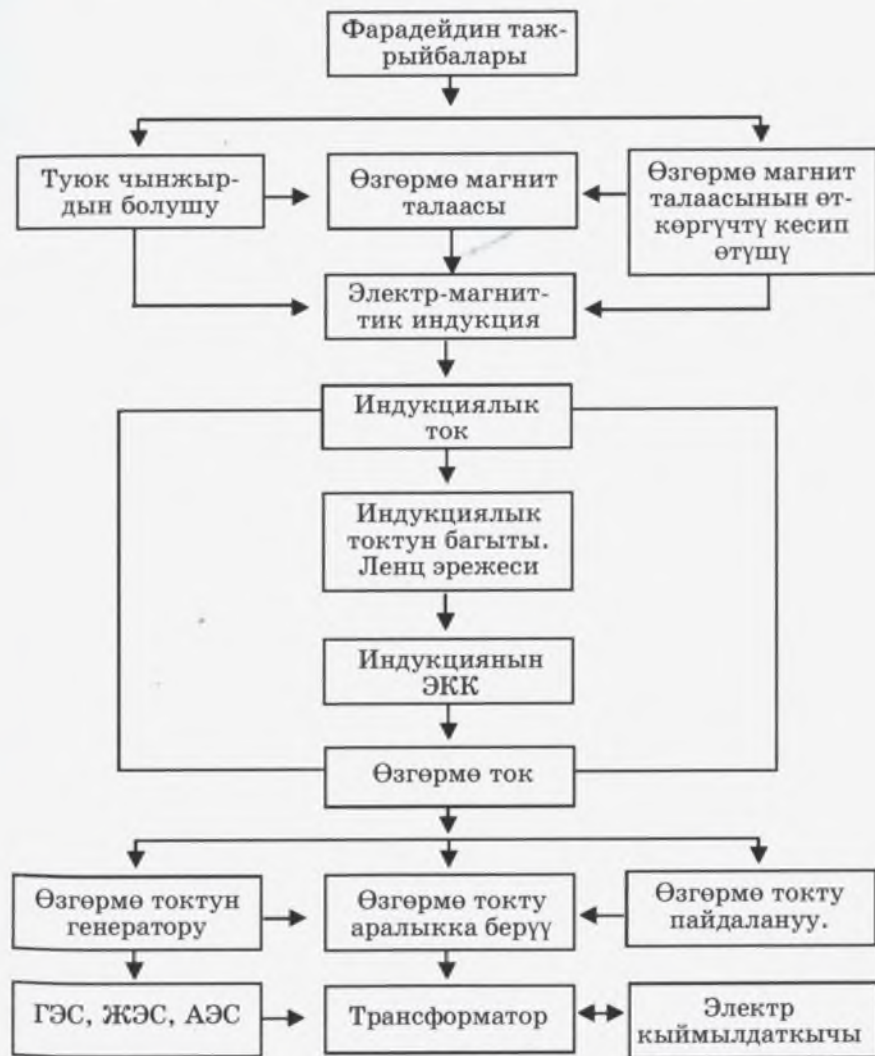 Фарадейдин таж-
рыйбалары
Туюк чынжыр-
дын болушу
Өзгөрмө магнит
талаасы
Өзгөрмө магнит
талаасынын өт-
көргүчтү кесип
өтүшү
Электр-магнит-
тик индукция
Индукциялык
ток
Индукциялык
токтун багыты.
Ленц эрежеси
Индукциянын
ЭКК
Өзгөрмө ток
Өзгөрмө токтун
генератору
Өзгөрмө токту
аралыкка берүү
Өзгөрмө токту
пайдалануу.
ГЭС, ЖЭС, АЭС
Трансформатор
Электр
кыймылдаткычы